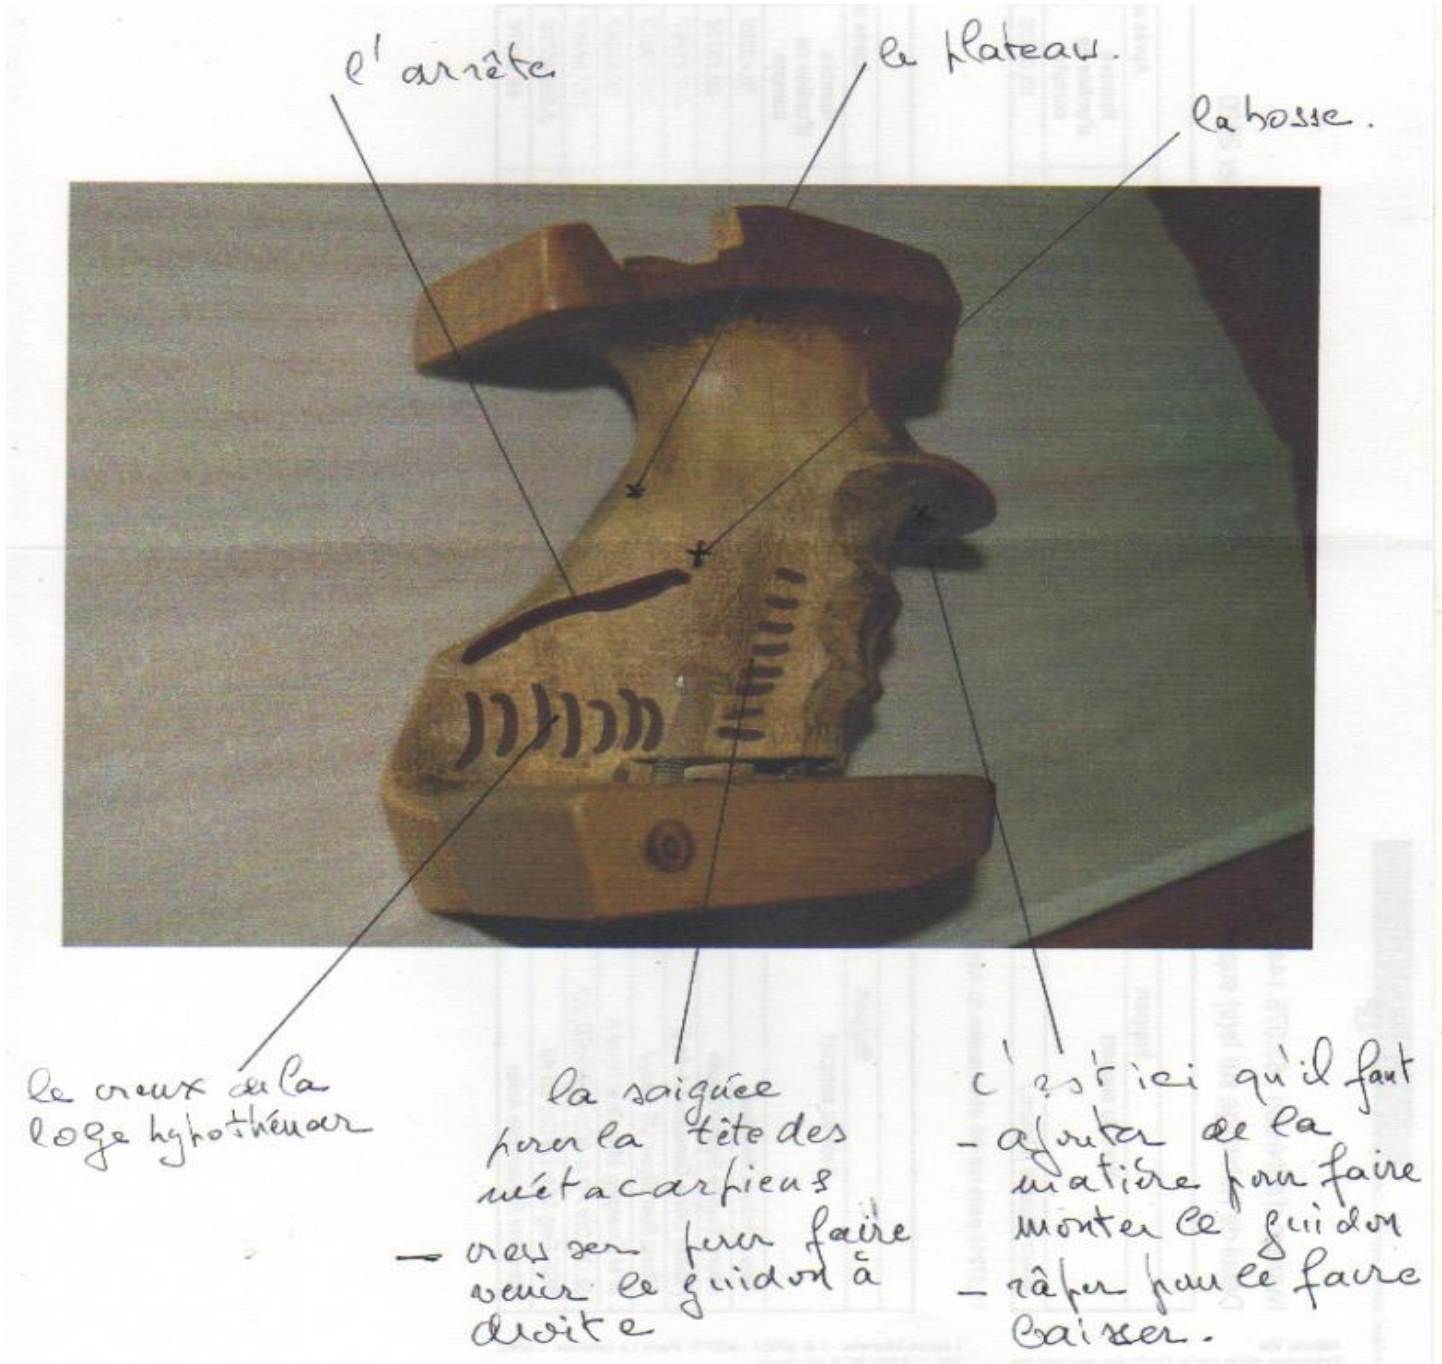 l'arrête
le plateau.
la bosse.
le creux de la
loge hypothénar
la saignée
pour la tête des
métacarpiens
— creuser pour faire
venir le guidon à
droite
c'est ici qu'il faut
- ajouter de la
matière pour faire
monter le guidon
- râper pour le faire
baisser.